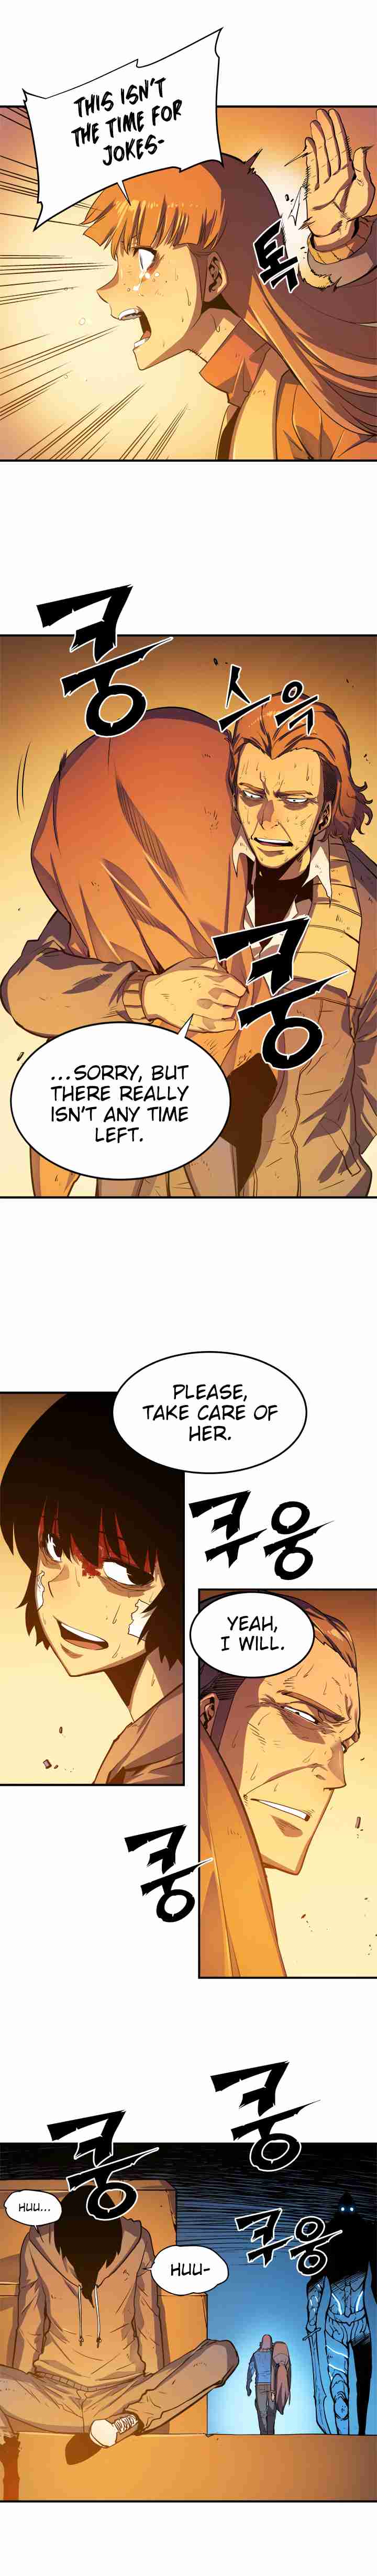 THIS ISN'T
THE TIME FOR
JOKES-
톡
쿵
스윽
쿵
...SORRY, BUT
THERE REALLY
ISN'T ANY TIME
LEFT.
PLEASE,
TAKE CARE OF
HER.
쿠웅
YEAH,
I WILL.
쿵
쿵
쿵
HUU...
쿠웅
HUU-